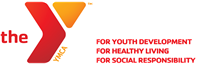 the
YMCA
FOR YOUTH DEVELOPMENT
FOR HEALTHY LIVING
FOR SOCIAL RESPONSIBILITY